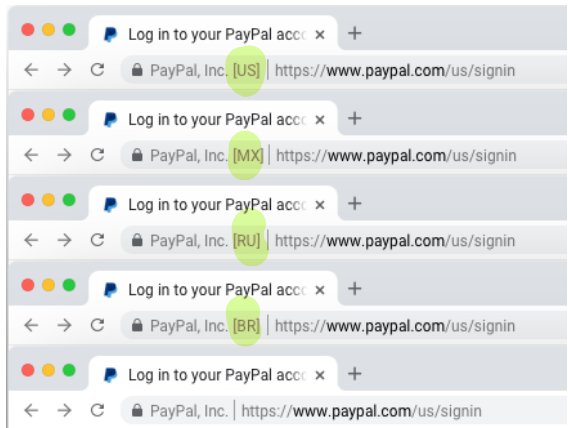 Log in to your PayPal acc
PayPal, Inc. [US] | https://www.paypal.com/us/signin
Log in to your PayPal acc
PayPal, Inc. [MX] | https://www.paypal.com/us/signin
Log in to your PayPal acc
PayPal, Inc. [RU] | https://www.paypal.com/us/signin
Log in to your PayPal acc
PayPal, Inc. [BR] | https://www.paypal.com/us/signin
Log in to your PayPal acc
PayPal, Inc. | https://www.paypal.com/us/signin